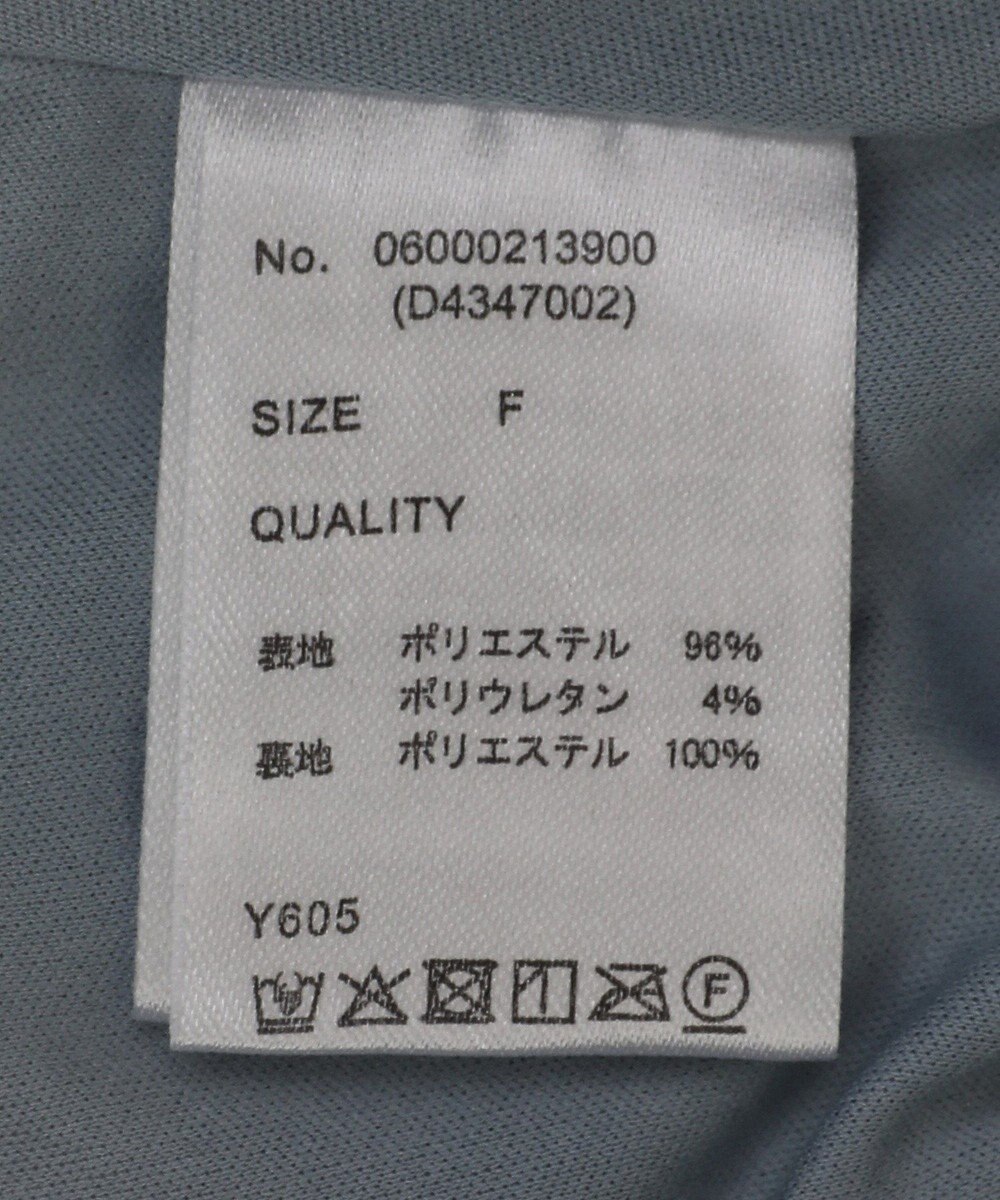 No. 06000213900
(D4347002)
SIZE F
QUALITY
表地 ポリエステル 96%
ポリウレタン 4%
裏地 ポリエステル 100%
Y605
F